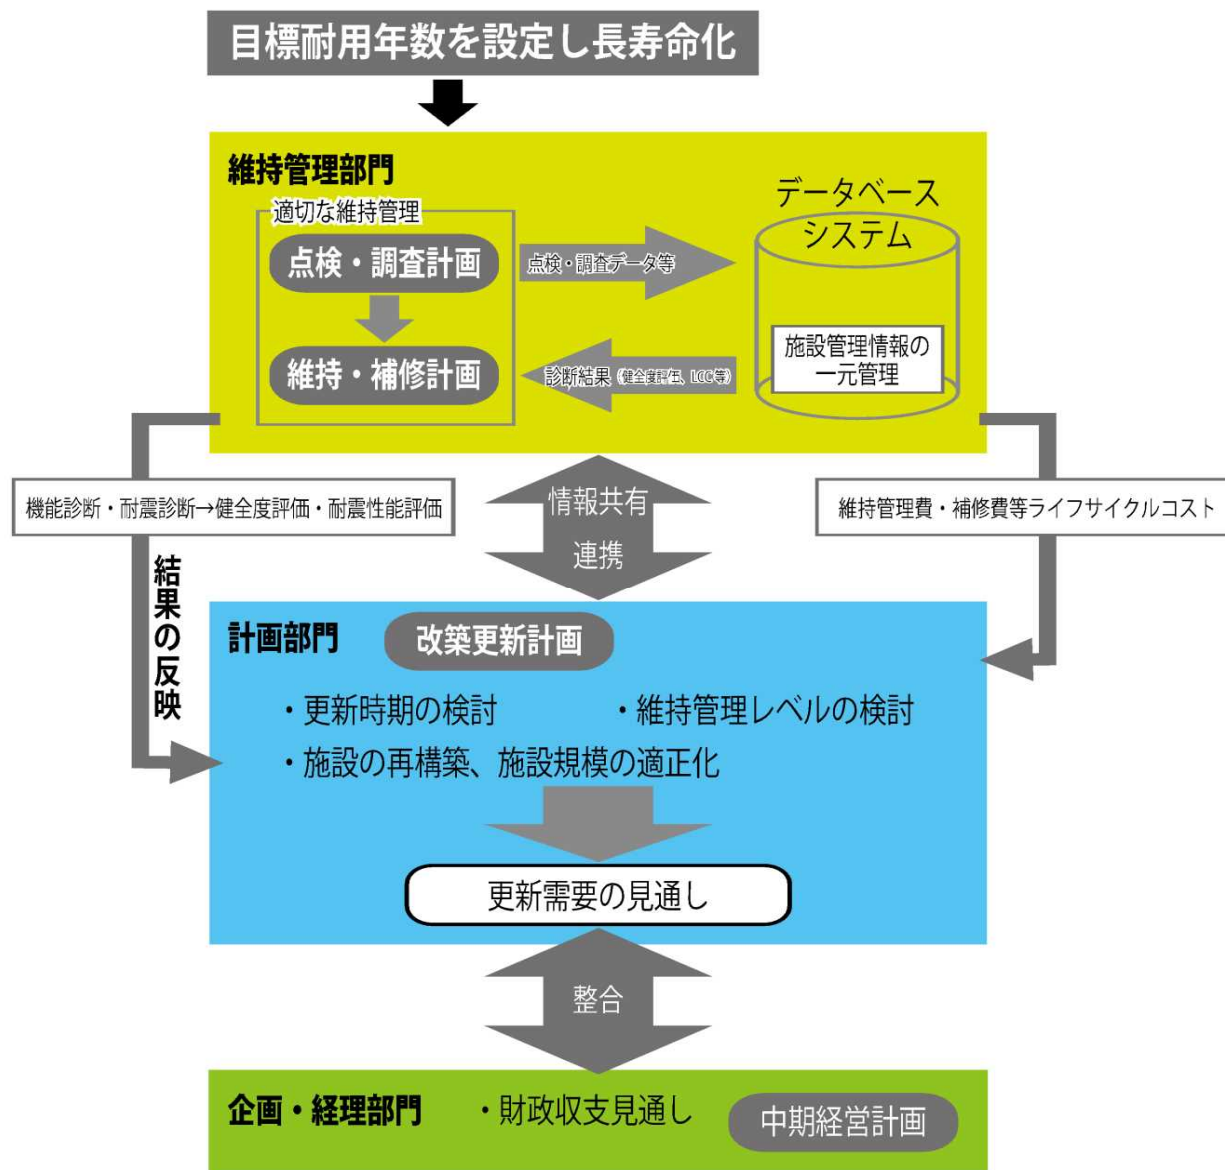 目標耐用年数を設定し長寿命化
維持管理部門
適切な維持管理
点検・調査計画
維持・補修計画
点検・調査データ等
診断結果（健全度評価、LCC等）
データベース
システム
施設管理情報の
一元管理
機能診断・耐震診断→健全度評価・耐震性能評価
結果の反映
情報共有
連携
維持管理費・補修費等ライフサイクルコスト
計画部門
改築更新計画
・更新時期の検討
・維持管理レベルの検討
・施設の再構築、施設規模の適正化
更新需要の見通し
整合
企画・経理部門
・財政収支見通し
中期経営計画